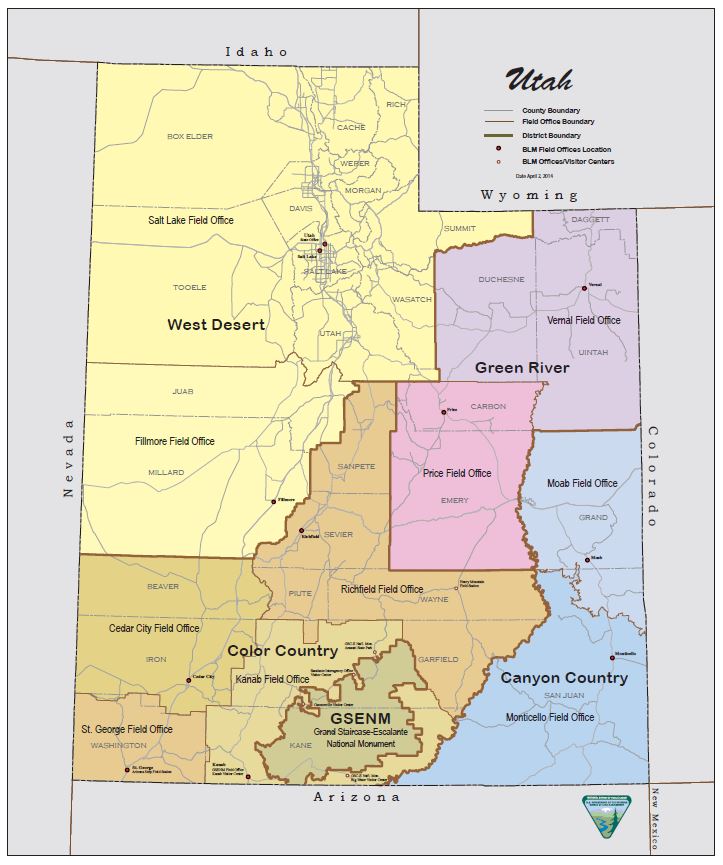 Idaho
Utah
County Boundary
Field Office Boundary
District Boundary
BLM Field Offices Location
BLM Offices/Visitor Centers
Date April 2, 2014
Wyoming
RICH
BOX ELDER
CACHE
WEBER
MORGAN
DAVIS
Salt Lake Field Office
Utah
State Office
Salt Lake
SALT LAKE
SUMMIT
DAGGETT
DUCHESNE
TOOELE
WASATCH
Vernal
West Desert
UTAH
Vernal Field Office
UINTAH
Green River
JUAB
CARBON
Price
Fillmore Field Office
Nevada
Colorado
MILLARD
SANPETE
Price Field Office
Moab Field Office
EMERY
Fillmore
GRAND
SEVIER
Richfield
Moab
BEAVER
PIUTE
Richfield Field Office
Henry Mountain
Field Station
WAYNE
Cedar City Field Office
Color Country
IRON
GARFIELD
Monticello
Cedar City
Kanab Field Office
Canyon Country
SAN JUAN
GSENM
Grand Staircase-Escalante
National Monument
Monticello Field Office
St. George Field Office
WASHINGTON
KANE
St. George
Kanab
Arizona
New Mexico